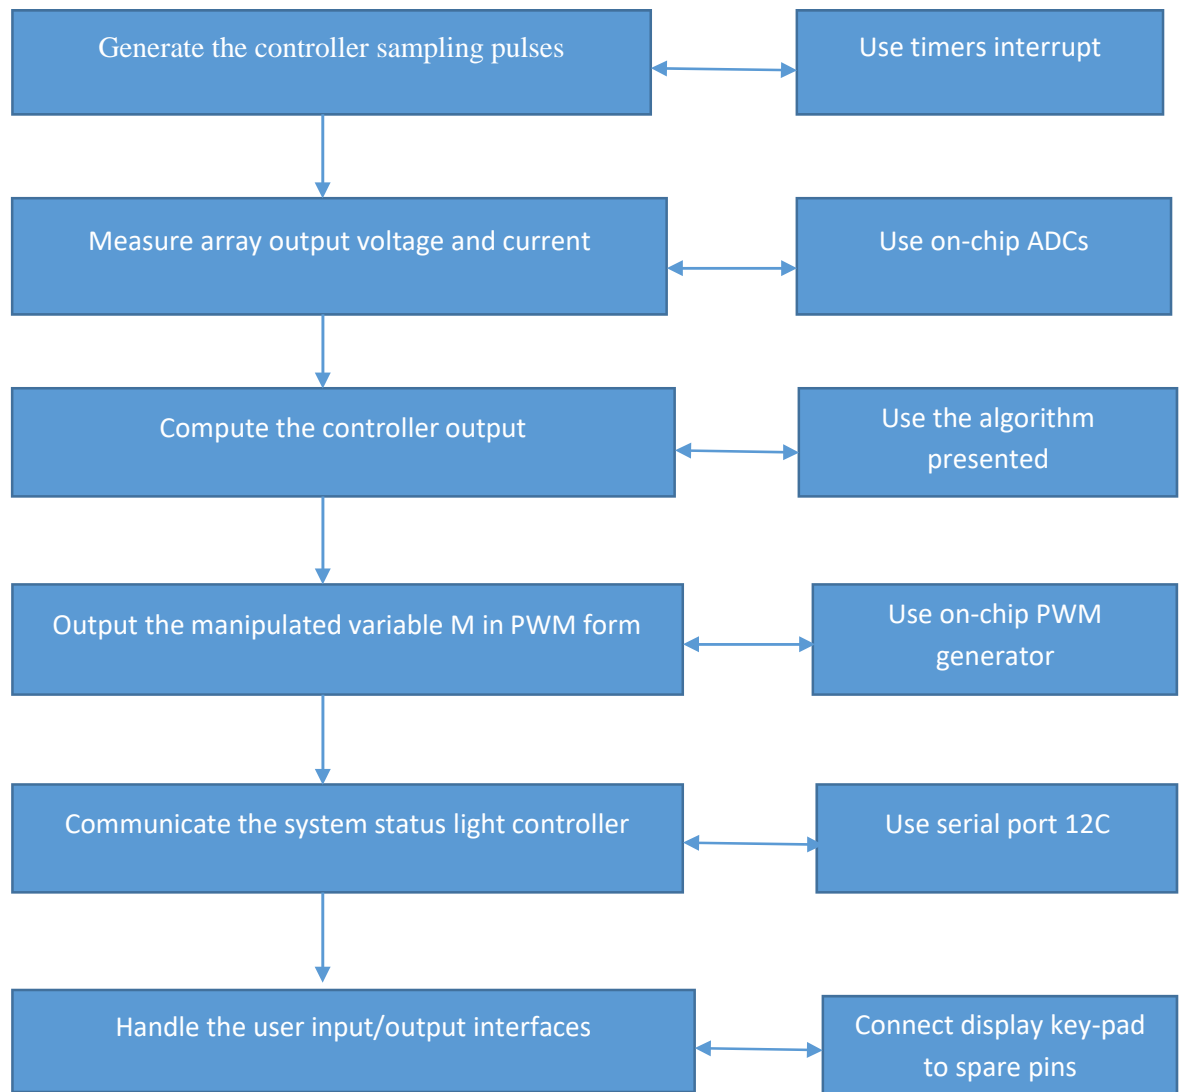 Generate the controller sampling pulses
Use timers interrupt
Measure array output voltage and current
Use on-chip ADCs
Compute the controller output
Use the algorithm
presented
Output the manipulated variable M in PWM form
Use on-chip PWM
generator
Communicate the system status light controller
Use serial port 12C
Handle the user input/output interfaces
Connect display key-pad
to spare pins